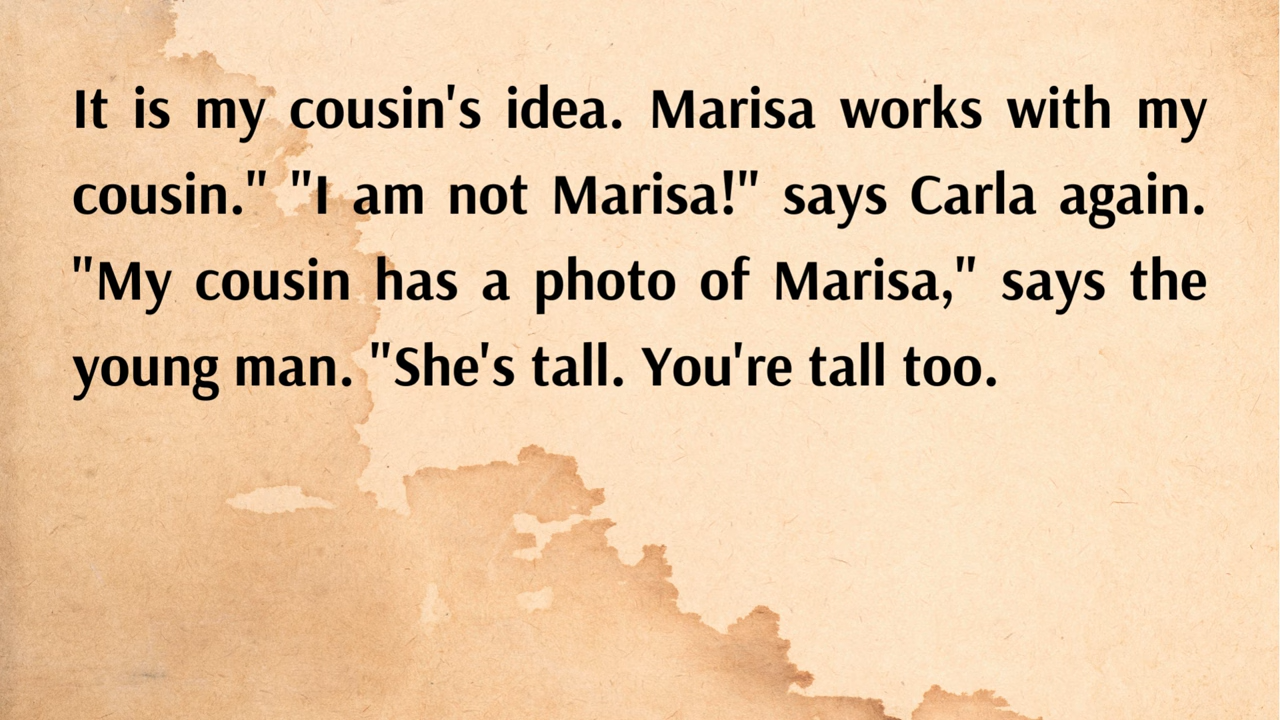 It is my cousin's idea. Marisa works with my
cousin." "I am not Marisa!" says Carla again.
"My cousin has a photo of Marisa," says the
young man. "She's tall. You're tall too.